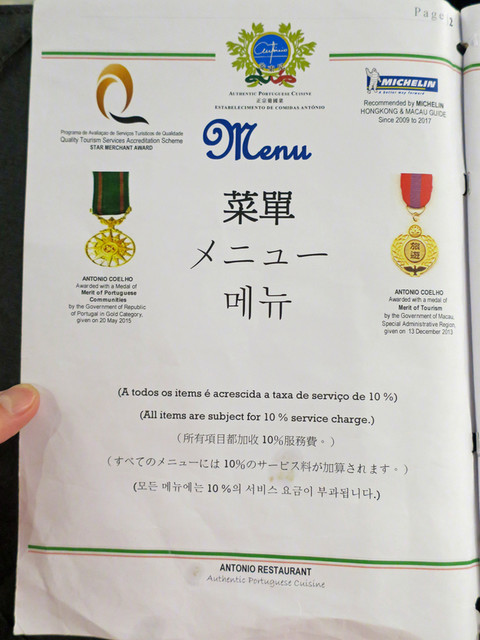 Page 2
António
AUTHENTIC PORTUGUESE CUISINE
正宗葡國菜
ESTABELECIMENTO DE COMIDAS ANTÓNIO
MICHELIN
a better way forward
Recommended by MICHELIN
HONGKONG & MACAU GUIDE
Since 2009 to 2017
Programa de Avaliação de Serviços Turísticos de Qualidade
Quality Tourism Services Accreditation Scheme
STAR MERCHANT AWARD
Menu
菜單
メニュー
메뉴
ANTONIO COELHO
Awarded with a Medal of
Merit of Portuguese
Communities
by the Government of Republic
of Portugal in Gold Category,
given on 20 May 2015
旅遊
ANTONIO COELHO
Awarded with a medal of
Merit of Tourism
by the Government of Macau,
Special Administrative Region,
given on 13 December 2013
(A todos os items é acrescida a taxa de serviço de 10 %)
(All items are subject for 10 % service charge.)
（所有項目都加收 10%服務費。）
（すべてのメニューには 10%のサービス料が加算されます。）
(모든 메뉴에는 10 %의 서비스 요금이 부과됩니다.)
ANTONIO RESTAURANT
Authentic Portuguese Cuisine